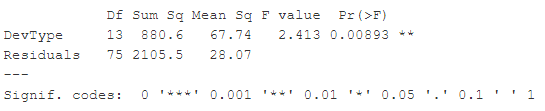 Df Sum Sq Mean Sq F value Pr(>F)
DevType 13 880.6 67.74 2.413 0.00893 **
Residuals 75 2105.5 28.07
---
Signif. codes: 0 '***' 0.001 '**' 0.01 '*' 0.05 '.' 0.1 ' ' 1